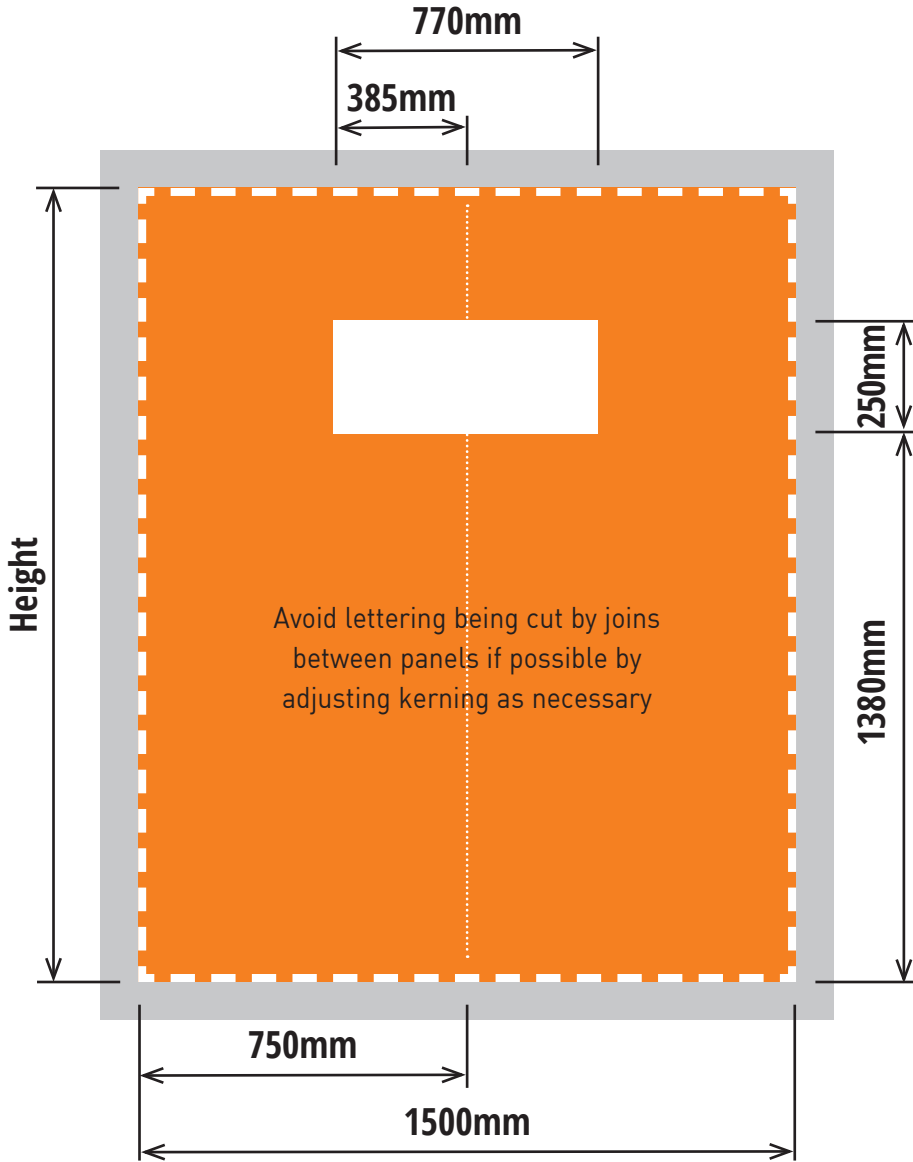 770mm
385mm
250mm
Height
Avoid lettering being cut by joins
between panels if possible by
adjusting kerning as necessary
1380mm
750mm
1500mm